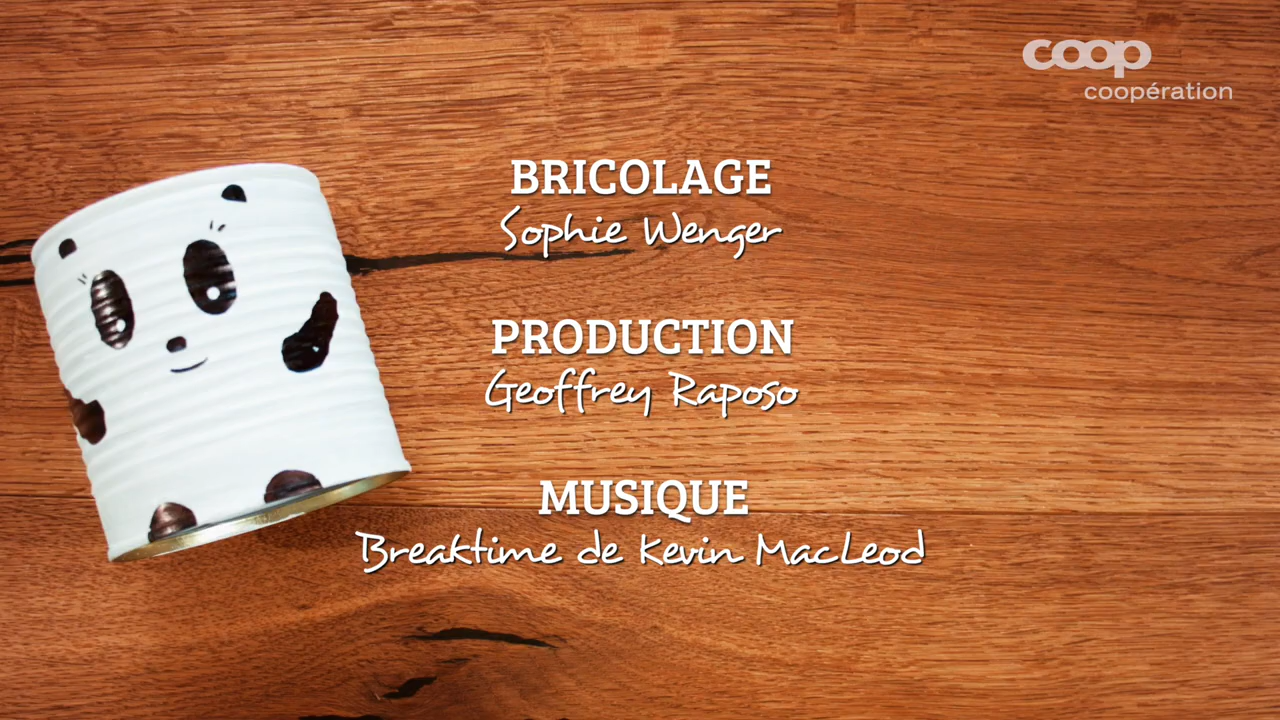 coop
coopération
BRICOLAGE
Sophie Wenger
PRODUCTION
Geoffrey Raposo
MUSIQUE
Breaktime de Kevin MacLeod